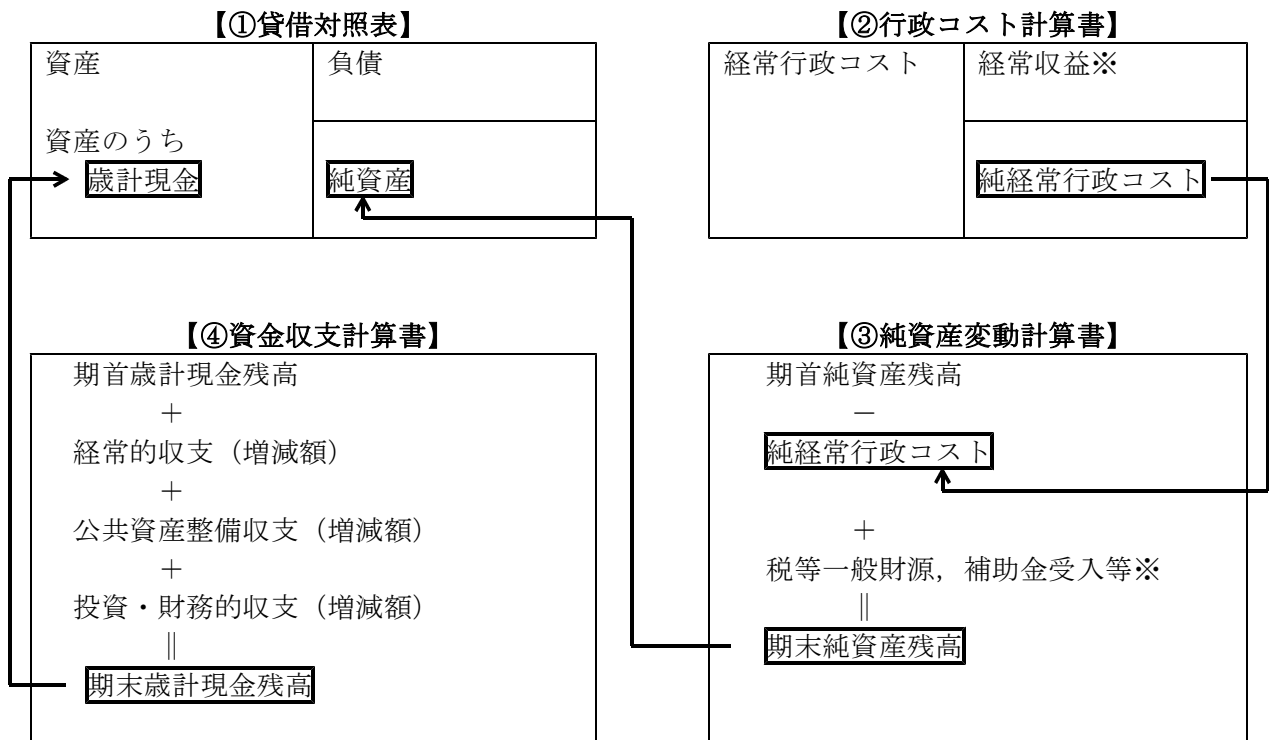 【①貸借対照表】
資産
負債
資産のうち
歳計現金
純資産
【②行政コスト計算書】
経常行政コスト
経常収益※
純経常行政コスト
【④資金収支計算書】
期首歳計現金残高
＋
経常的収支（増減額）
＋
公共資産整備収支（増減額）
＋
投資・財務的収支（増減額）
||
期末歳計現金残高
【③純資産変動計算書】
期首純資産残高
－
純経常行政コスト
＋
税等一般財源，補助金受入等※
||
期末純資産残高